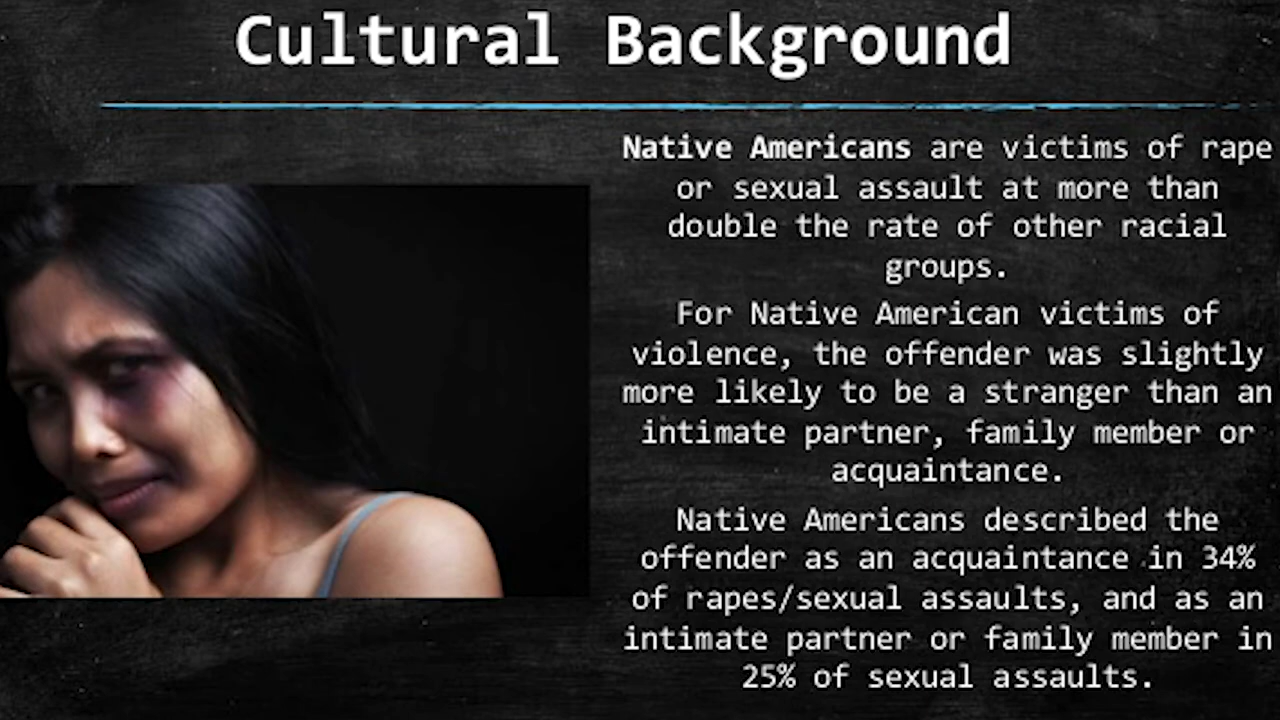 Cultural Background
Native Americans are victims of rape
or sexual assault at more than
double the rate of other racial
groups.
For Native American victims of
violence, the offender was slightly
more likely to be a stranger than an
intimate partner, family member or
acquaintance.
Native Americans described the
offender as an acquaintance in 34%
of rapes/sexual assaults, and as an
intimate partner or family member in
25% of sexual assaults.